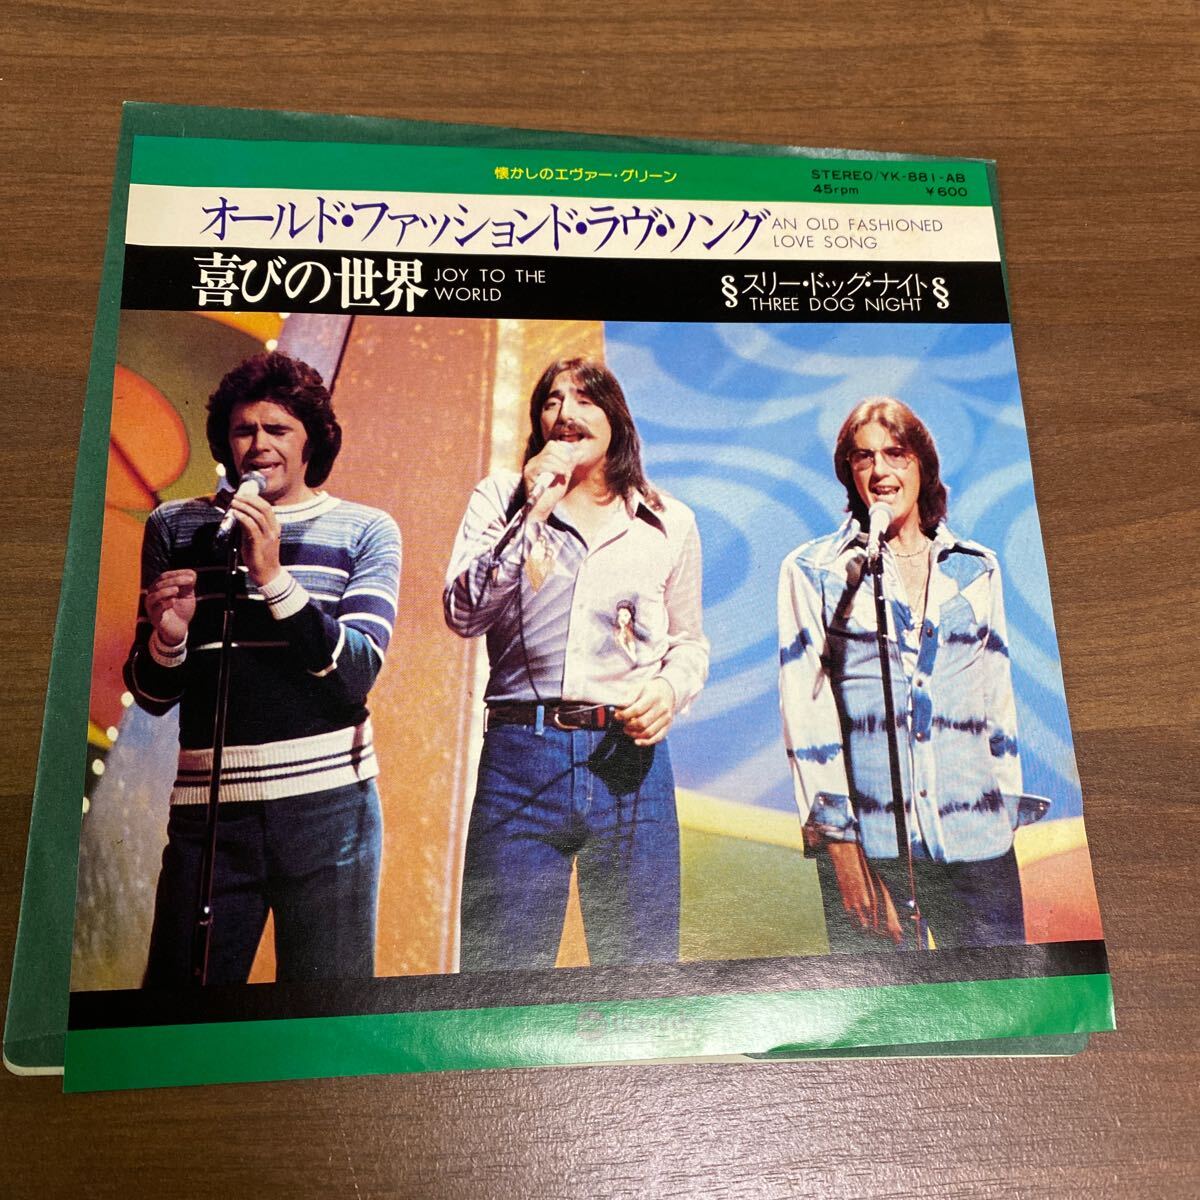 懐かしのエヴァー・グリーン
STEREO/YK-881-AB
45rpm ¥600
オールド・ファッションド・ラヴ・ソング
AN OLD FASHIONED
LOVE SONG
喜びの世界
JOY TO THE
WORLD
§スリー・ドッグ・ナイト§
THREE DOG NIGHT